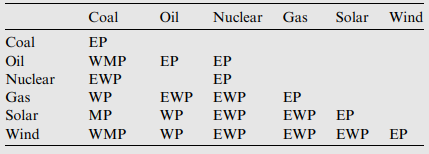 Coal Oil Nuclear Gas Solar Wind
Coal EP
Oil WMP EP EP
Nuclear EWP EP
Gas WP EWP EWP EP
Solar MP WP EWP EWP EP
Wind WMP WP EWP EWP EWP EP